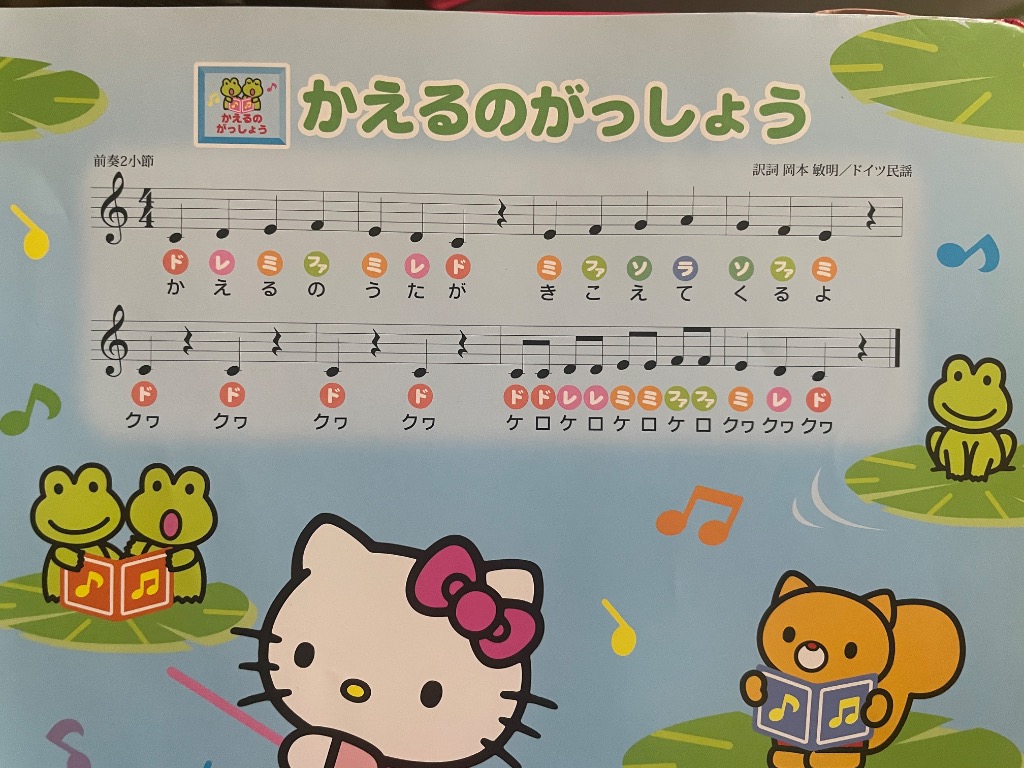 かえるの
がっしょう
かえるのがっしょう
前奏2小節
訳詞 岡本 敏明／ドイツ民謡
4
4
ド レ ミ ファ ミ レ ド ミ ファ ソ ラ ソ ファ ミ
か え る の う た が き こ え て く る よ
ド ド ド ド ド ド レ レ ミ ミ ファ ファ ミ レ ド
クヮ クヮ クヮ クヮ ケ ロ ケ ロ ケ ロ ケ ロ クヮ クヮ クヮ